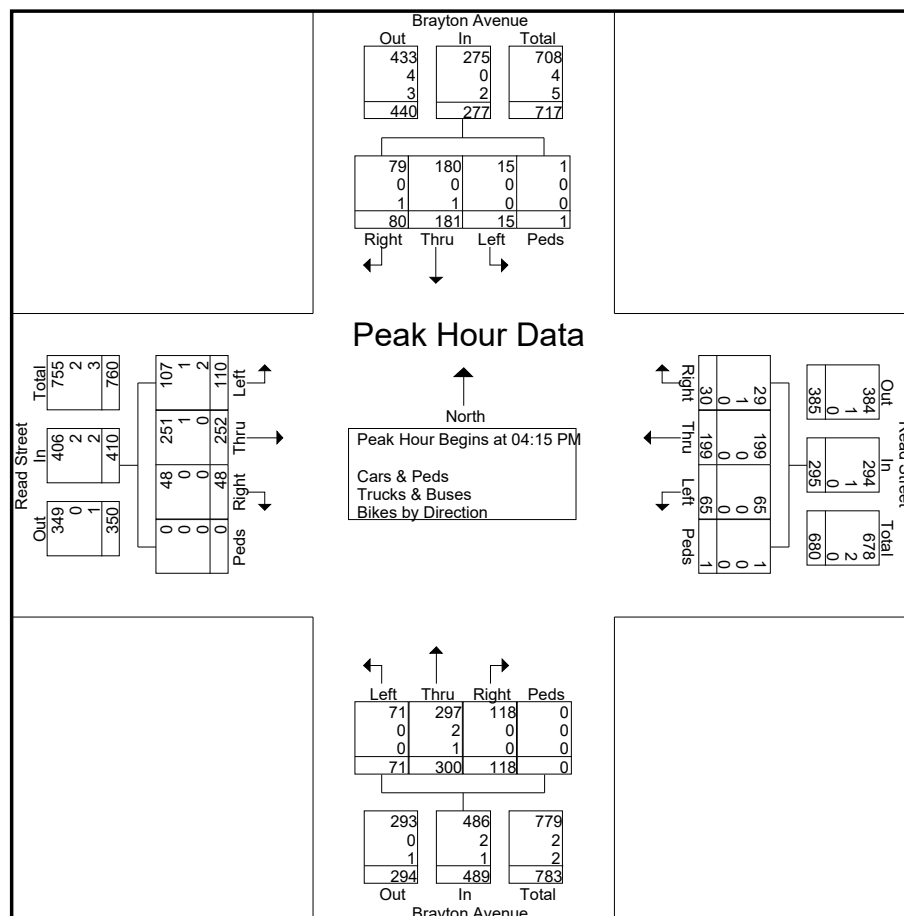 Brayton Avenue
Out In Total
433 275 708
4 0 4
3 2 5
440 277 717
79 180 15 1
0 0 0 0
1 1 0 0
80 181 15 1
Right Thru Left Peds
Peak Hour Data
North
Peak Hour Begins at 04:15 PM
Cars & Peds
Trucks & Buses
Bikes by Direction
Read Street
Total
755 2 3 760
In
406 2 2 410
Out
349 0 1 350
107 1 2 110
Left
251 1 0 252
Thru
48 0 0 48
Right
0 0 0 0
Peds
Right
29 1 0 30
Thru
199 0 0 199
Left
65 0 0 65
Peds
1 0 0 1
Out
384 1 0 385
In
294 1 0 295
Total
678 2 0 680
Read Street
Left Thru Right Peds
71 297 118 0
0 2 0 0
0 1 0 0
71 300 118 0
293 486 779
0 2 2
1 1 2
294 489 783
Out In Total
Brayton Avenue